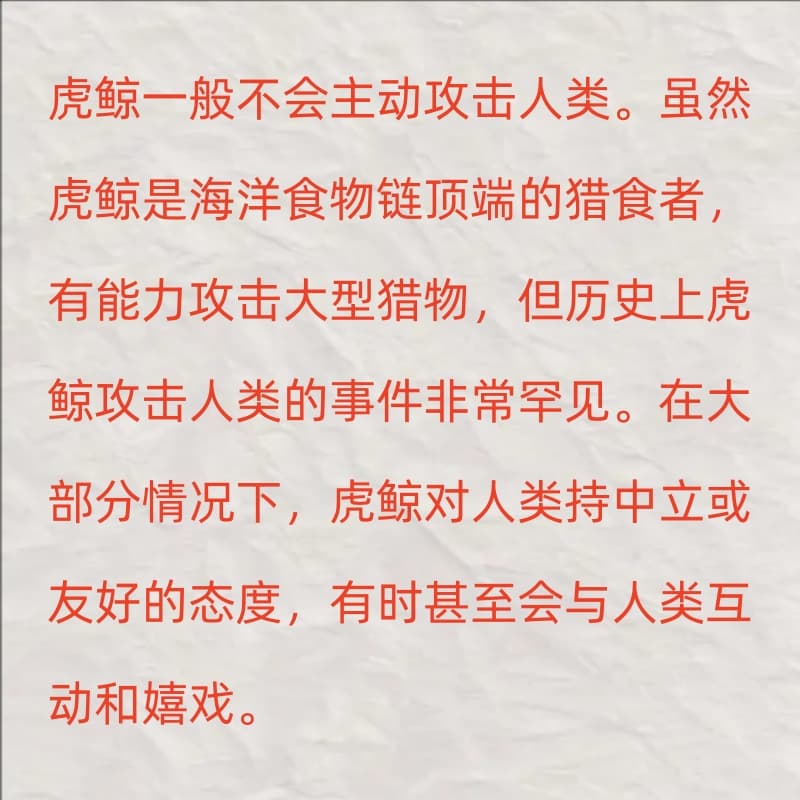 虎鲸一般不会主动攻击人类。虽然
虎鲸是海洋食物链顶端的猎食者，
有能力攻击大型猎物，但历史上虎
鲸攻击人类的事件非常罕见。在大
部分情况下，虎鲸对人类持中立或
友好的态度，有时甚至会与人类互
动和嬉戏。